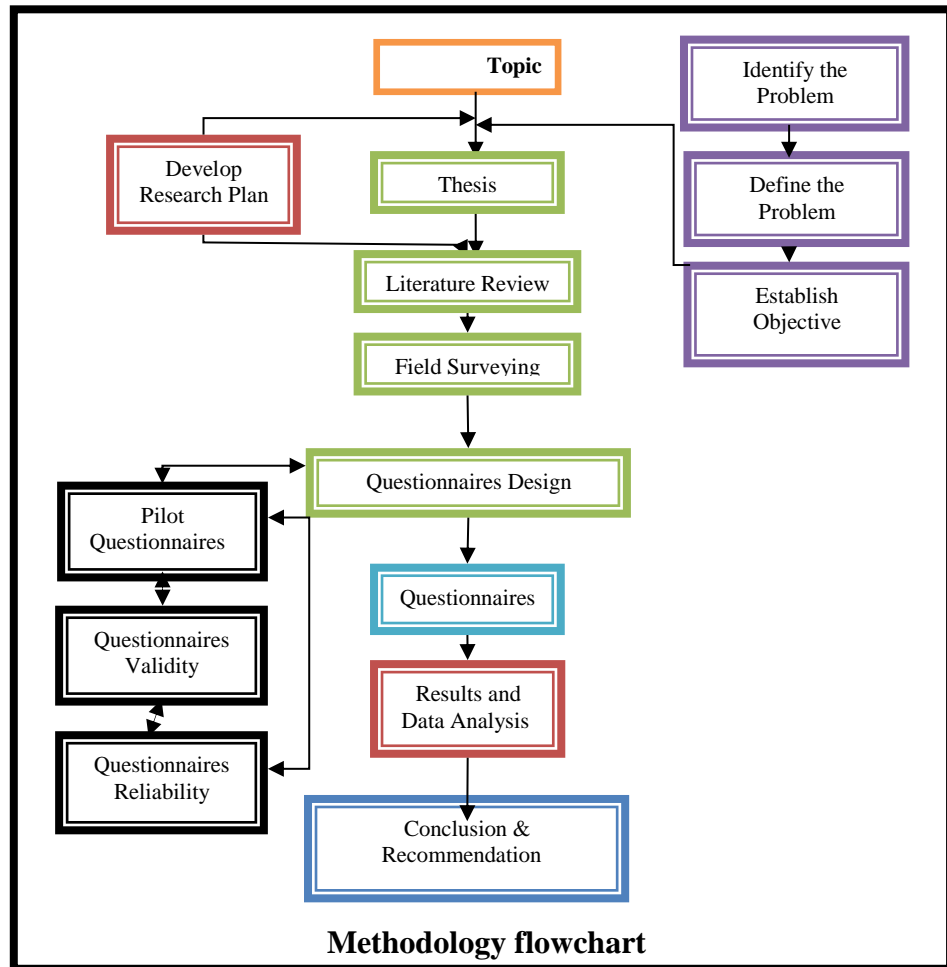 Topic
Identify the
Problem
Develop
Research Plan
Thesis
Define the
Problem
Literature Review
Establish
Objective
Field Surveying
Questionnaires Design
Pilot
Questionnaires
Questionnaires
Questionnaires
Validity
Results and
Data Analysis
Questionnaires
Reliability
Conclusion &
Recommendation
Methodology flowchart